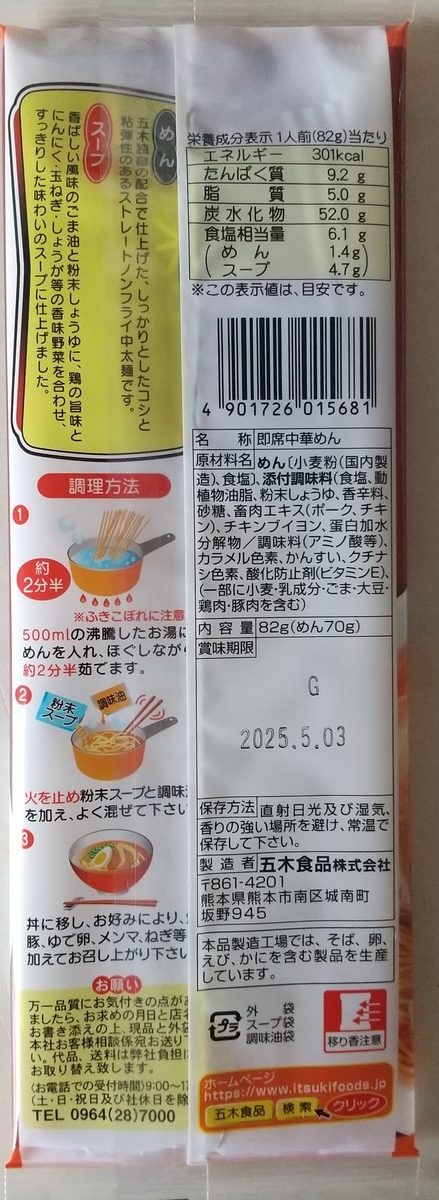 めん
五木独自の配合で仕上げた、しっかりとしたコシと
粘弾性のあるストレートノンフライ中太麺です。
スープ
香ばしい風味のごま油と粉末しょうゆに、鶏の旨味と
にんにく・玉ねぎ・しょうが等の香味野菜を合わせ、
すっきりした味わいのスープに仕上げました。
調理方法
1
約
2分半
※ふきこぼれに注意
500mlの沸騰したお湯に
めんを入れ、ほぐしなが
約2分半茹でます。
2
粉末
スープ
調味油
火を止め粉末スープと調味
を加え、よく混ぜて下さい
3
丼に移し、お好みにより、
豚、ゆで卵、メンマ、ねぎ等
加えてお召し上がり下さい
お願い
万一品質にお気付きの点が
ましたら、お求めの月日と店名
お書き添えの上、現品と外袋
本社お客様相談係宛お送り
い。代品、送料は弊社負担
お取り替え致します。
〈お電話での受付時間〉9:00〜17
(土・日・祝日及び社休日を除
TEL 0964(28)7000
栄養成分表示 1人前(82g)当たり
エネルギー 301kcal
たんぱく質 9.2 g
脂質 5.0 g
炭水化物 52.0 g
食塩相当量 6.1 g
(めん 1.4g)
(スープ 4.7g)
※この表示値は、目安です。
4 901726 015681
名称 即席中華めん
原材料名 めん〔小麦粉(国内製
造)、食塩〕、添付調味料(食塩、動
植物油脂、粉末しょうゆ、香辛料、
砂糖、畜肉エキス(ポーク、チキ
ン)、チキンブイヨン、蛋白加水
分解物/調味料(アミノ酸等)、
カラメル色素、かんすい、クチナ
シ色素、酸化防止剤(ビタミンE)、
(一部に小麦・乳成分・ごま・大豆・
鶏肉・豚肉を含む)
内容量 82g(めん70g)
賞味期限
G
2025.5.03
保存方法 直射日光及び湿気、
香りの強い場所を避け、常温で
保存して下さい。
製造者 五木食品株式会社
〒861-4201
熊本県熊本市南区城南町
坂野945
本品製造工場では、そば、卵、
えび、かにを含む製品を生産
しています。
プラ
外袋
スープ袋
調味油袋
移り香注意
ホームページ
https://www.itsukifoods.jp
五木食品 検索 クリック